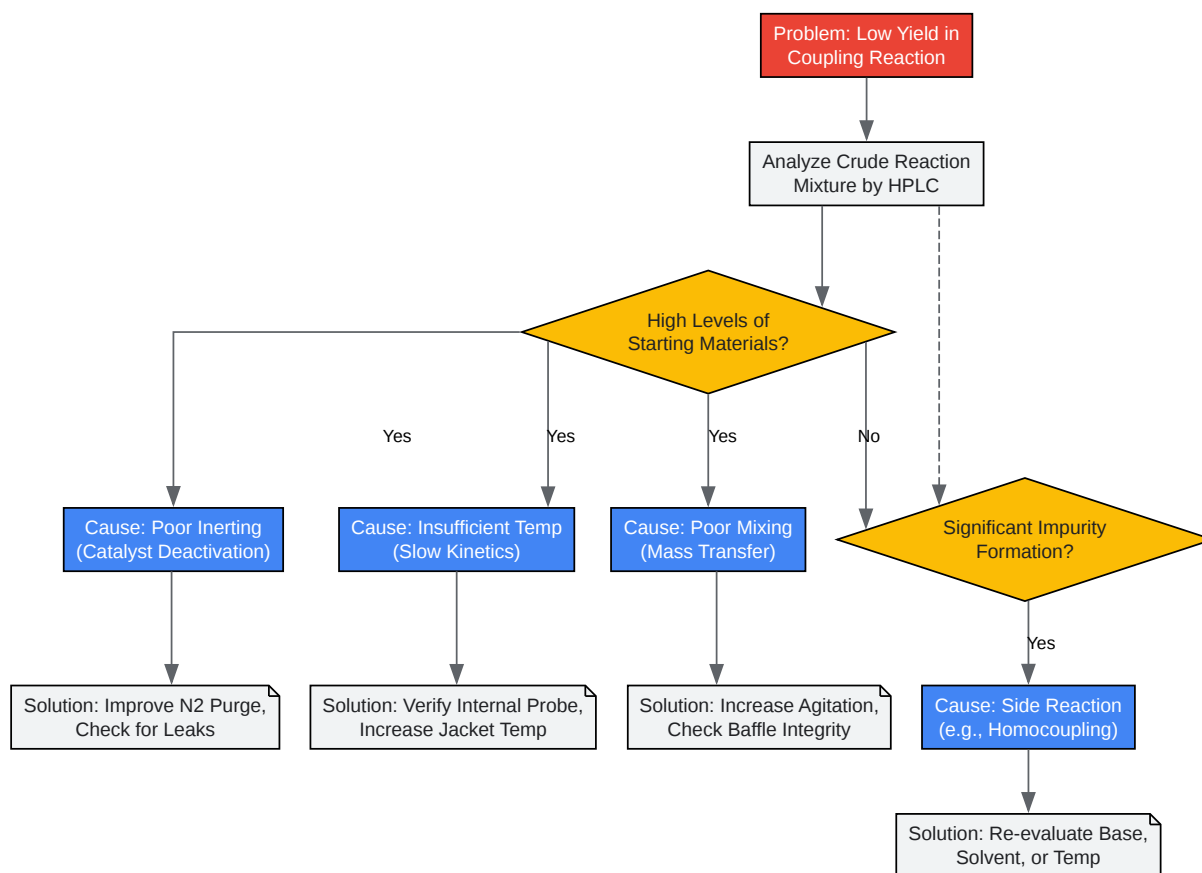 Problem: Low Yield in
Coupling Reaction
Analyze Crude Reaction
Mixture by HPLC
High Levels of
Starting Materials?
Yes
Yes
Yes
No
Cause: Poor Inerting
(Catalyst Deactivation)
Cause: Insufficient Temp
(Slow Kinetics)
Cause: Poor Mixing
(Mass Transfer)
Significant Impurity
Formation?
Yes
Solution: Improve N2 Purge,
Check for Leaks
Solution: Verify Internal Probe,
Increase Jacket Temp
Solution: Increase Agitation,
Check Baffle Integrity
Cause: Side Reaction
(e.g., Homocoupling)
Solution: Re-evaluate Base,
Solvent, or Temp